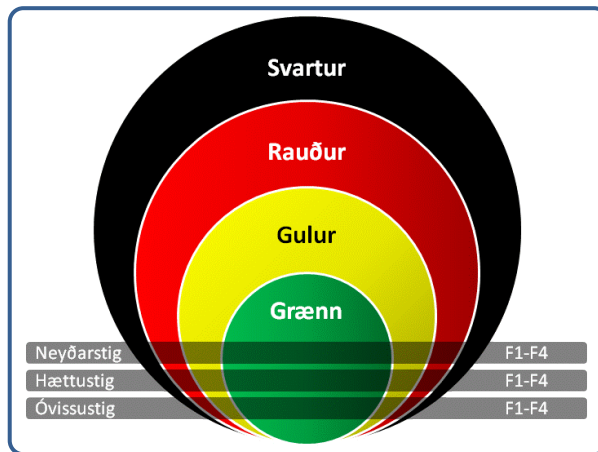 Svartur
Rauður
Gulur
Grænn
Neyðarstig F1-F4
Hættustig F1-F4
Óvissustig F1-F4